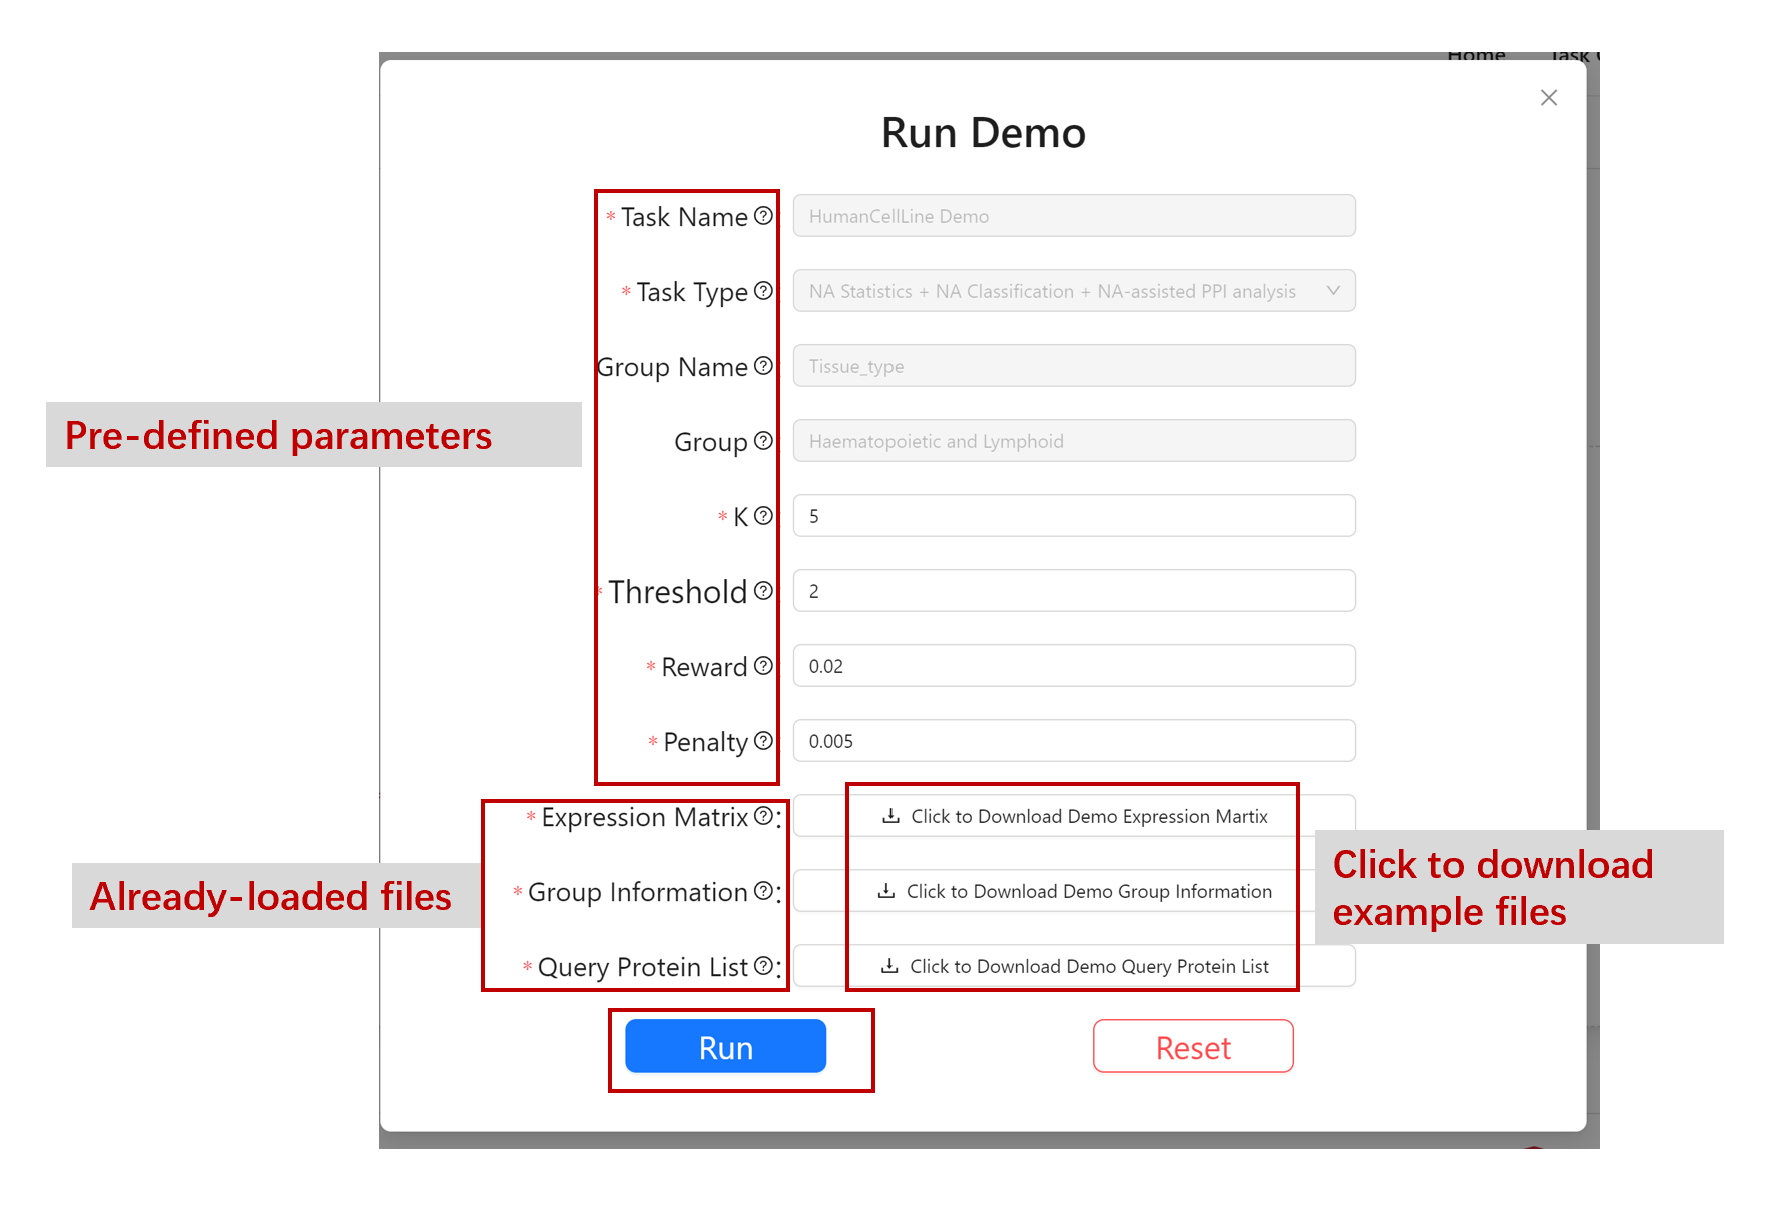 Home Task
Run Demo
* Task Name ? HumanCellLine Demo
* Task Type ? NA Statistics + NA Classification + NA-assisted PPI analysis
Group Name ? Tissue_type
Pre-defined parameters
Group ? Haematopoietic and Lymphoid
* K ? 5
* Threshold ? 2
* Reward ? 0.02
* Penalty ? 0.005
* Expression Matrix ? : Click to Download Demo Expression Martix
Already-loaded files
* Group Information ? : Click to Download Demo Group Information
Click to download
example files
* Query Protein List ? : Click to Download Demo Query Protein List
Run Reset